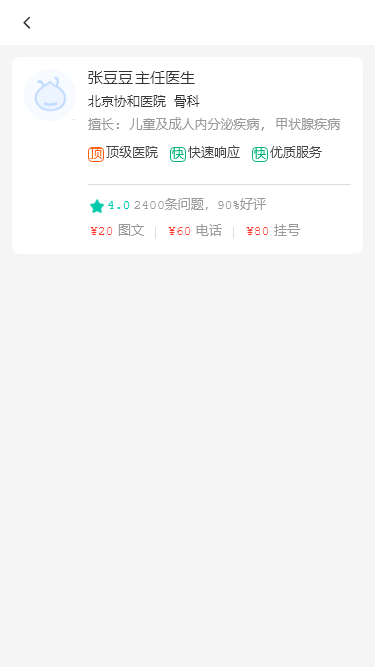 张豆豆 主任医生
北京协和医院 骨科
擅长: 儿童及成人内分泌疾病, 甲状腺疾病
顶 顶级医院 快 快速响应 快 优质服务
4.0 2400条问题, 90%好评
¥20 图文 | ¥60 电话 | ¥80 挂号